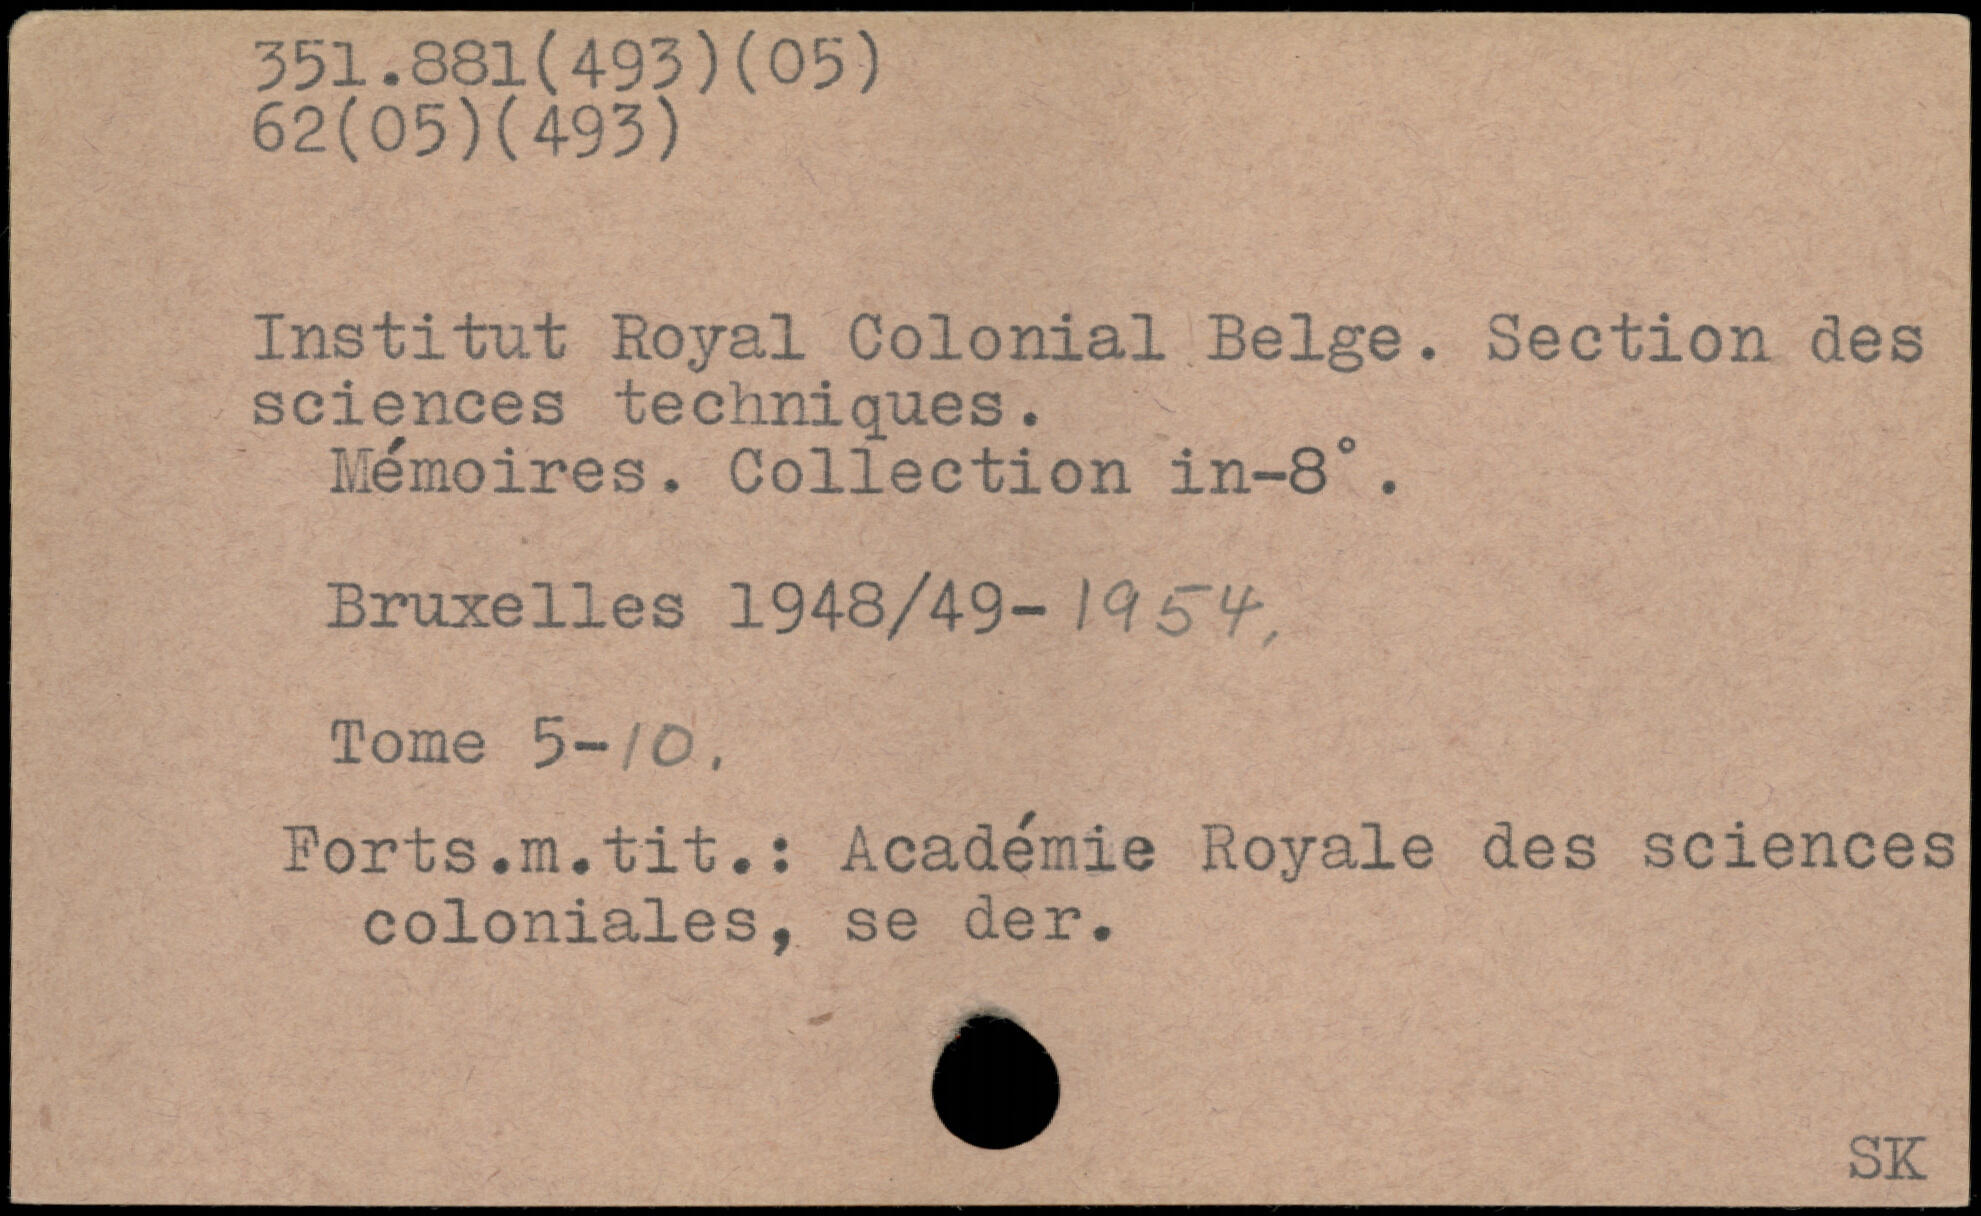 351.881(493)(05)
62(05)(493)
Institut Royal Colonial Belge. Section des
sciences techniques.
Mémoires. Collection in-8°.
Bruxelles 1948/49-1954.
Tome 5-10.
Forts.m.tit.: Académie Royale des sciences
coloniales, se der.
SK